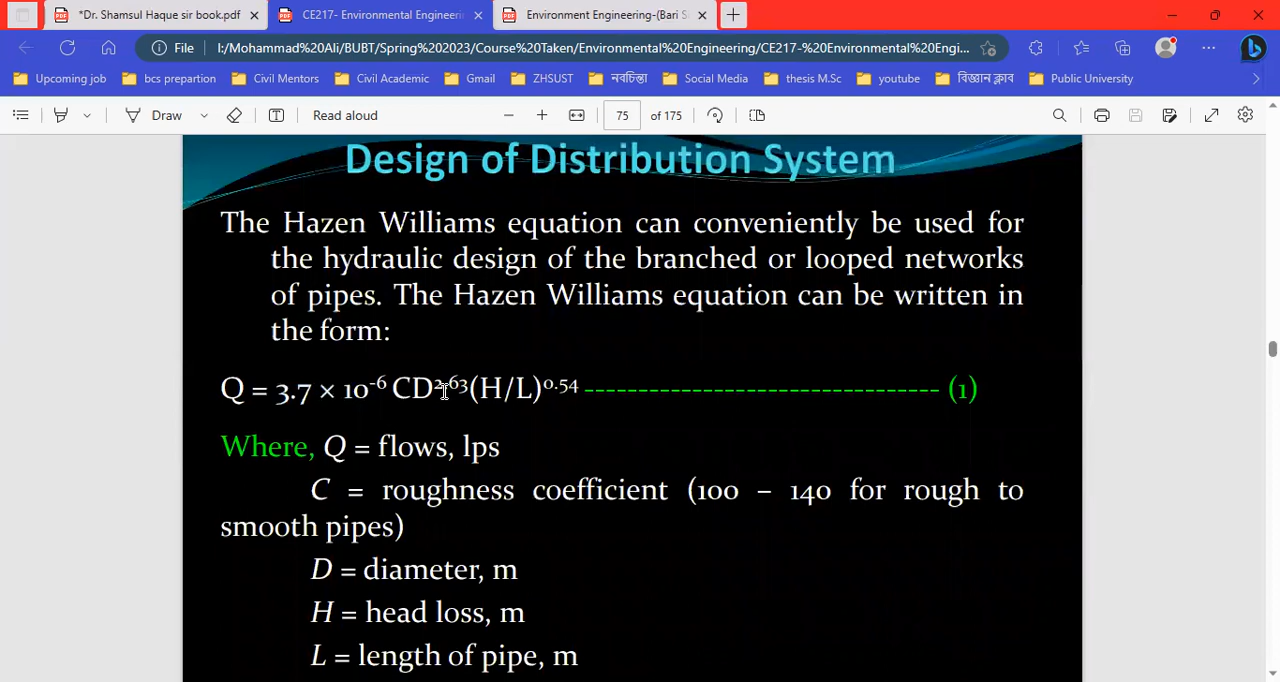 *Dr. Shamsul Haque sir book.pdf
CE217- Environmental Engineerin
Environment Engineering-(Bari S
File
I:/Mohammad%20Ali/BUBT/Spring%202023/Course%20Taken/Environmental%20Engineering/CE217-%20Environmental%20Engi...
Upcoming job
bcs prepartion
Civil Mentors
Civil Academic
Gmail
ZHSUST
নবচিন্তা
Social Media
thesis M.Sc
youtube
বিজ্ঞান ক্লাব
Public University
Draw
Read aloud
75
of 175
Design of Distribution System
The Hazen Williams equation can conveniently be used for
the hydraulic design of the branched or looped networks
of pipes. The Hazen Williams equation can be written in
the form:
Q = 3.7 × 10⁻⁶ CD²·⁶³(H/L)⁰·⁵⁴ --------------------------------- (1)
Where, Q = flows, lps
C = roughness coefficient (100 – 140 for rough to
smooth pipes)
D = diameter, m
H = head loss, m
L = length of pipe, m